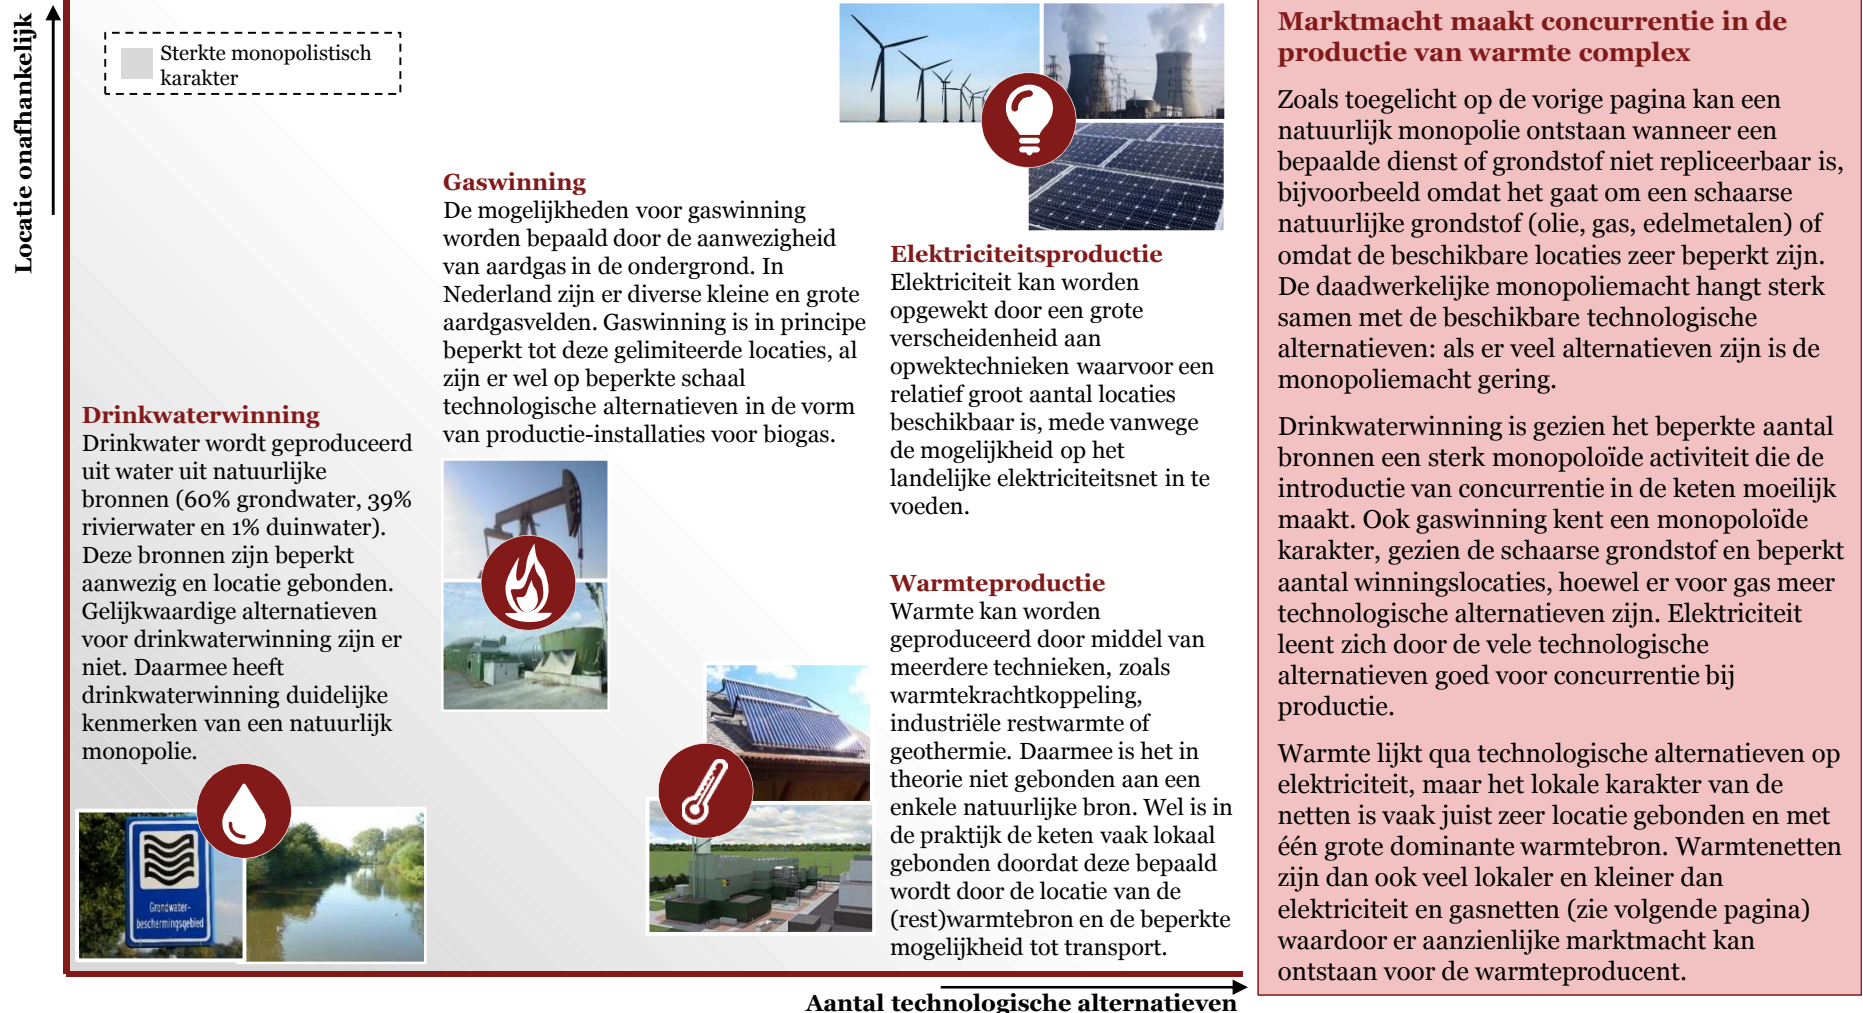 Locatie onafhankelijk
Sterkte monopolistisch
karakter
Gaswinning
De mogelijkheden voor gaswinning
worden bepaald door de aanwezigheid
van aardgas in de ondergrond. In
Nederland zijn er diverse kleine en grote
aardgasvelden. Gaswinning is in principe
beperkt tot deze gelimiteerde locaties, al
zijn er wel op beperkte schaal
technologische alternatieven in de vorm
van productie-installaties voor biogas.
Drinkwaterwinning
Drinkwater wordt geproduceerd
uit water uit natuurlijke
bronnen (60% grondwater, 39%
rivierwater en 1% duinwater).
Deze bronnen zijn beperkt
aanwezig en locatie gebonden.
Gelijkwaardige alternatieven
voor drinkwaterwinning zijn er
niet. Daarmee heeft
drinkwaterwinning duidelijke
kenmerken van een natuurlijk
monopolie.
Grondwater-
beschermingsgebied
Elektriciteitsproductie
Elektriciteit kan worden
opgewekt door een grote
verscheidenheid aan
opwektechnieken waarvoor een
relatief groot aantal locaties
beschikbaar is, mede vanwege
de mogelijkheid op het
landelijke elektriciteitsnet in te
voeden.
Warmteproductie
Warmte kan worden
geproduceerd door middel van
meerdere technieken, zoals
warmtekrachtkoppeling,
industriële restwarmte of
geothermie. Daarmee is het in
theorie niet gebonden aan een
enkele natuurlijke bron. Wel is in
de praktijk de keten vaak lokaal
gebonden doordat deze bepaald
wordt door de locatie van de
(rest)warmtebron en de beperkte
mogelijkheid tot transport.
Aantal technologische alternatieven
Marktmacht maakt concurrentie in de
productie van warmte complex
Zoals toegelicht op de vorige pagina kan een
natuurlijk monopolie ontstaan wanneer een
bepaalde dienst of grondstof niet repliceerbaar is,
bijvoorbeeld omdat het gaat om een schaarse
natuurlijke grondstof (olie, gas, edelmetalen) of
omdat de beschikbare locaties zeer beperkt zijn.
De daadwerkelijke monopoliemacht hangt sterk
samen met de beschikbare technologische
alternatieven: als er veel alternatieven zijn is de
monopoliemacht gering.
Drinkwaterwinning is gezien het beperkte aantal
bronnen een sterk monopoloïde activiteit die de
introductie van concurrentie in de keten moeilijk
maakt. Ook gaswinning kent een monopoloïde
karakter, gezien de schaarse grondstof en beperkt
aantal winningslocaties, hoewel er voor gas meer
technologische alternatieven zijn. Elektriciteit
leent zich door de vele technologische
alternatieven goed voor concurrentie bij
productie.
Warmte lijkt qua technologische alternatieven op
elektriciteit, maar het lokale karakter van de
netten is vaak juist zeer locatie gebonden en met
één grote dominante warmtebron. Warmtenetten
zijn dan ook veel lokaler en kleiner dan
elektriciteit en gasnetten (zie volgende pagina)
waardoor er aanzienlijke marktmacht kan
ontstaan voor de warmteproducent.